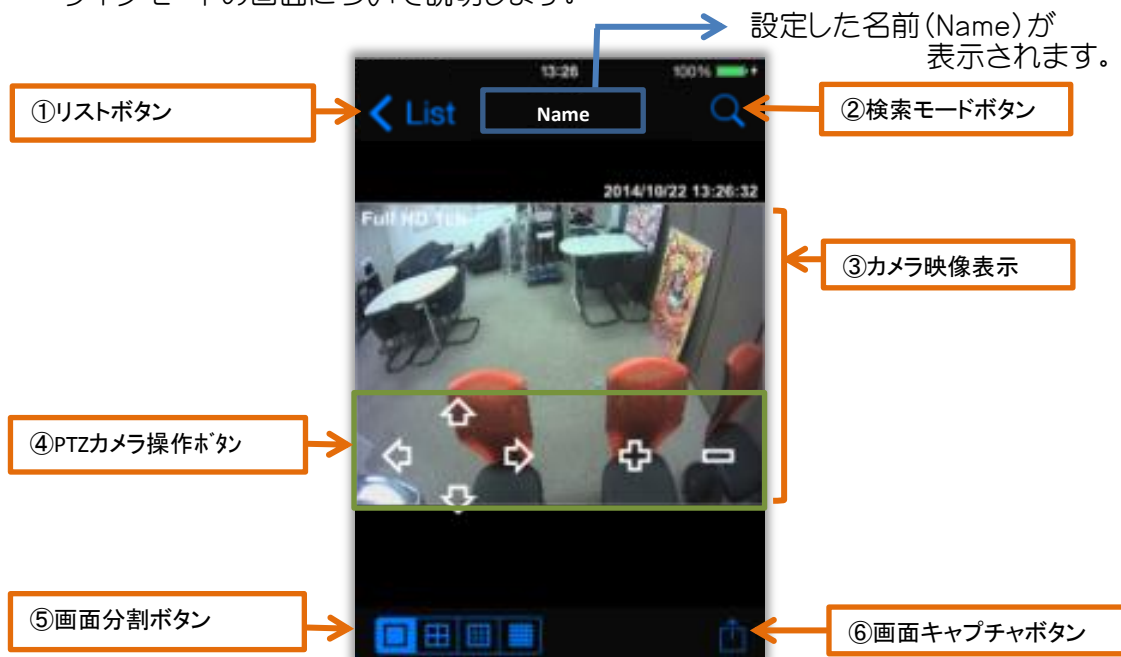 設定した名前(Name)が
表示されます。
13:26 100%
①リストボタン
List
Name
②検索モードボタン
2014/10/22 13:26:32
Full HD 1ch
③カメラ映像表示
④PTZカメラ操作ボタン
⑤画面分割ボタン
⑥画面キャプチャボタン